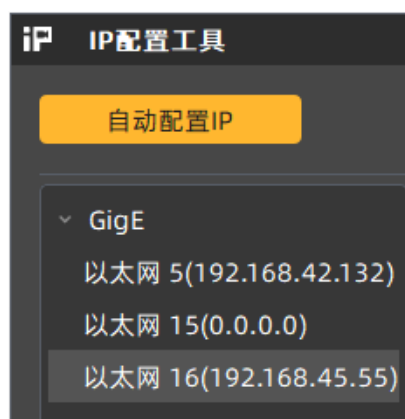 iP IP配置工具
自动配置IP
GigE
以太网 5(192.168.42.132)
以太网 15(0.0.0.0)
以太网 16(192.168.45.55)